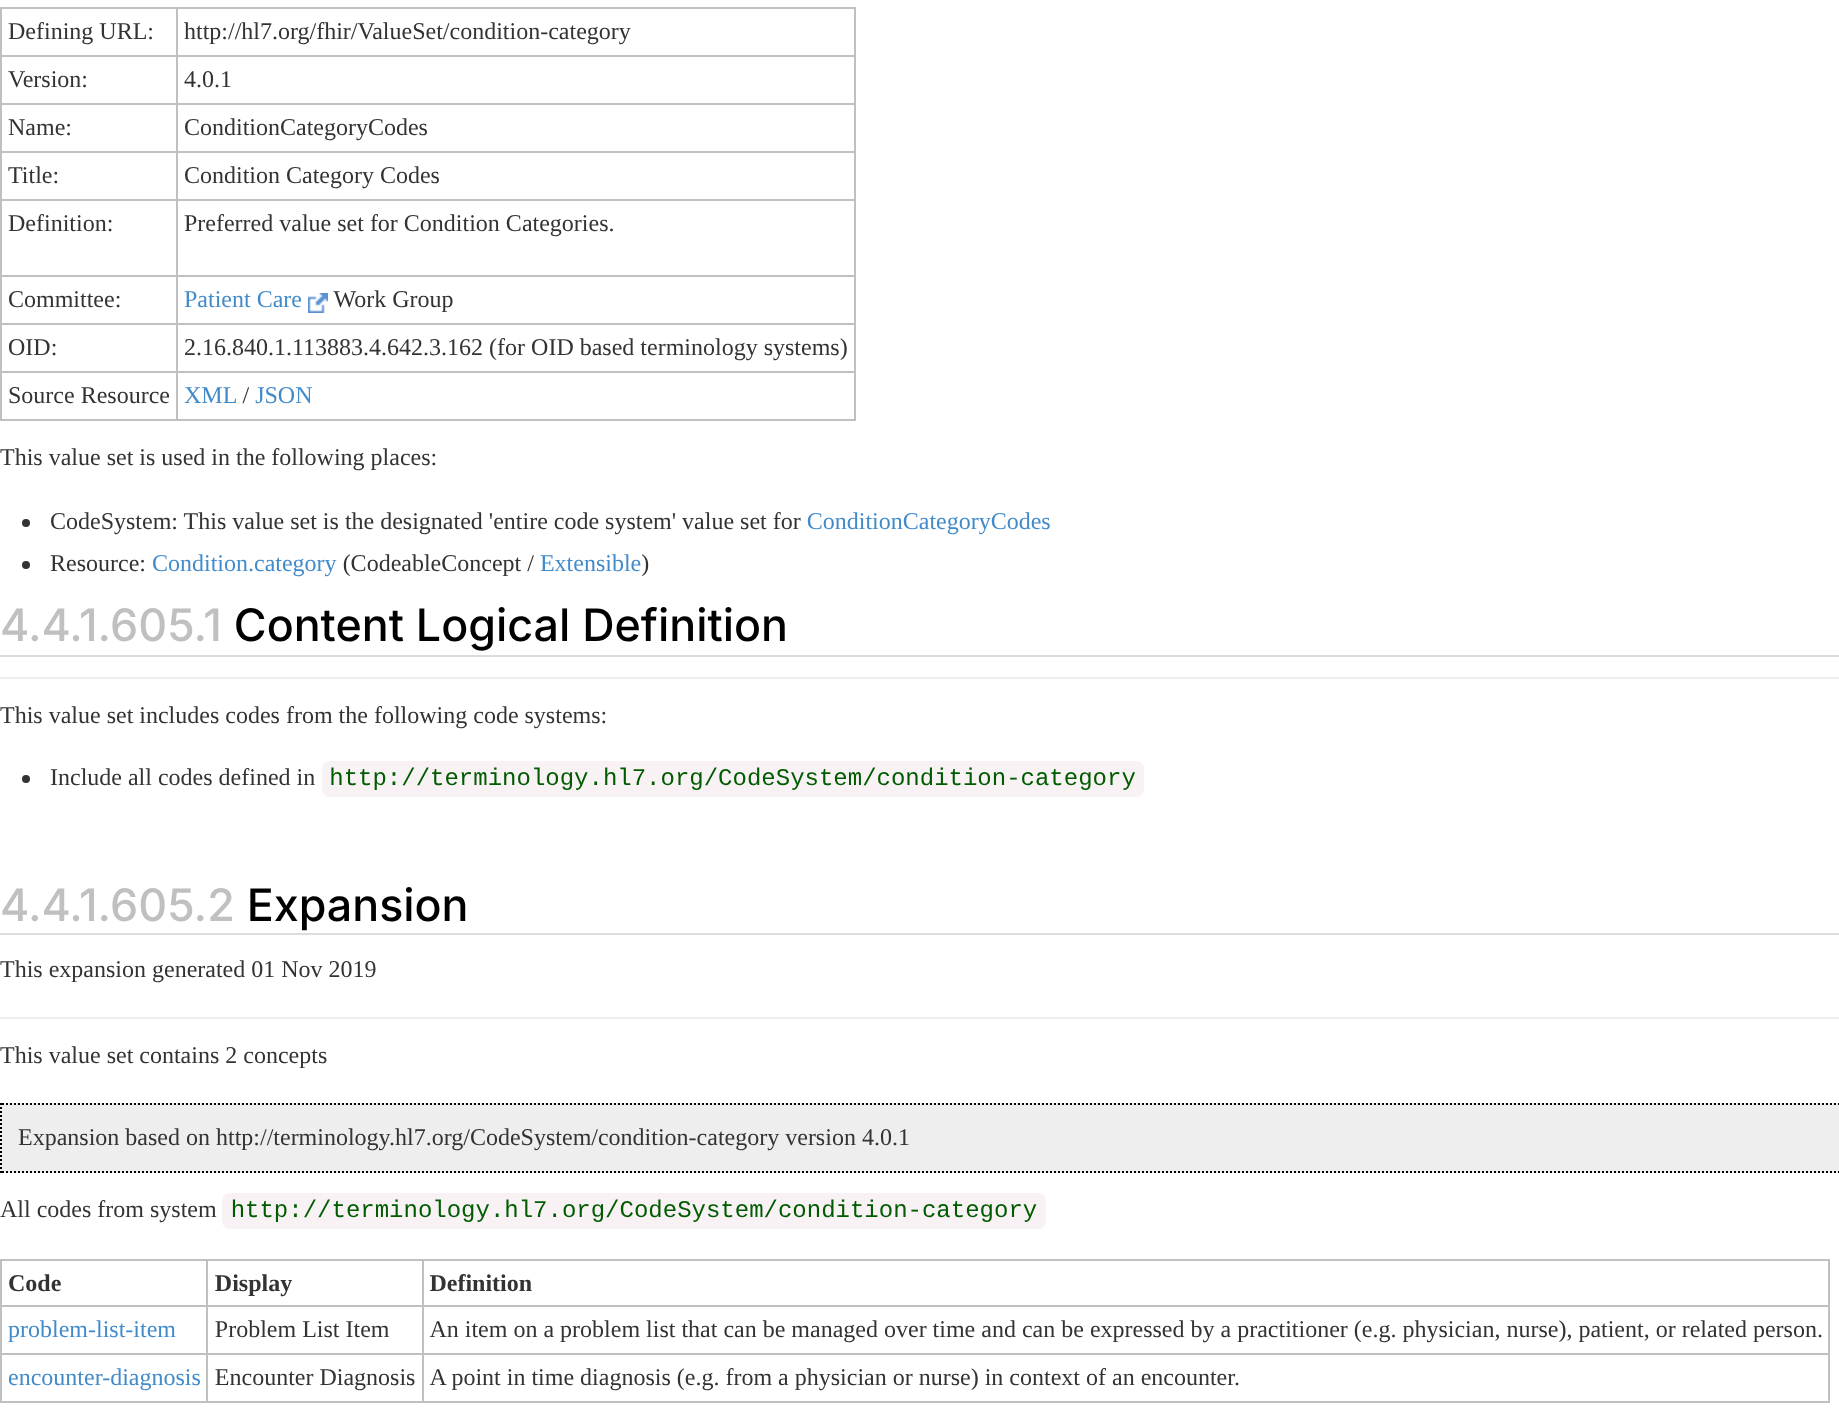 Defining URL: http://hl7.org/fhir/ValueSet/condition-category
Version: 4.0.1
Name: ConditionCategoryCodes
Title: Condition Category Codes
Definition: Preferred value set for Condition Categories.
Committee: Patient Care Work Group
OID: 2.16.840.1.113883.4.642.3.162 (for OID based terminology systems)
Source Resource XML / JSON
This value set is used in the following places:
• CodeSystem: This value set is the designated 'entire code system' value set for ConditionCategoryCodes
• Resource: Condition.category (CodeableConcept / Extensible)
4.4.1.605.1 Content Logical Definition
This value set includes codes from the following code systems:
• Include all codes defined in http://terminology.hl7.org/CodeSystem/condition-category
4.4.1.605.2 Expansion
This expansion generated 01 Nov 2019
This value set contains 2 concepts
Expansion based on http://terminology.hl7.org/CodeSystem/condition-category version 4.0.1
All codes from system http://terminology.hl7.org/CodeSystem/condition-category
Code Display Definition
problem-list-item Problem List Item An item on a problem list that can be managed over time and can be expressed by a practitioner (e.g. physician, nurse), patient, or related person.
encounter-diagnosis Encounter Diagnosis A point in time diagnosis (e.g. from a physician or nurse) in context of an encounter.